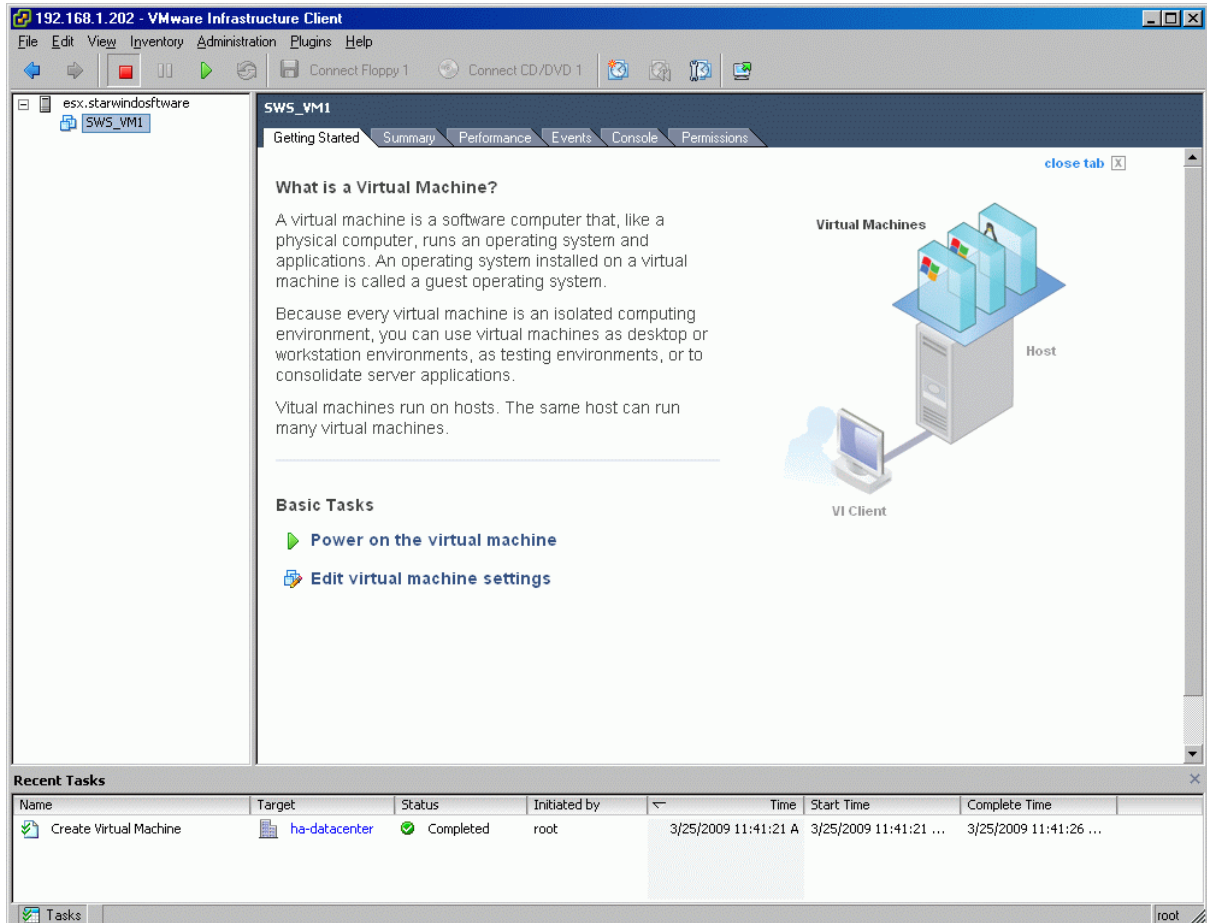 192.168.1.202 - VMware Infrastructure Client
File Edit View Inventory Administration Plugins Help
Connect Floppy 1 Connect CD/DVD 1
esx.starwindosftware
SWS_VM1
SWS_VM1
Getting Started Summary Performance Events Console Permissions
close tab X
What is a Virtual Machine?
A virtual machine is a software computer that, like a
physical computer, runs an operating system and
applications. An operating system installed on a virtual
machine is called a guest operating system.
Because every virtual machine is an isolated computing
environment, you can use virtual machines as desktop or
workstation environments, as testing environments, or to
consolidate server applications.
Vitual machines run on hosts. The same host can run
many virtual machines.
Virtual Machines
Host
VI Client
Basic Tasks
Power on the virtual machine
Edit virtual machine settings
Recent Tasks
Name Target Status Initiated by Time Start Time Complete Time
Create Virtual Machine ha-datacenter Completed root 3/25/2009 11:41:21 A 3/25/2009 11:41:21 ... 3/25/2009 11:41:26 ...
Tasks root